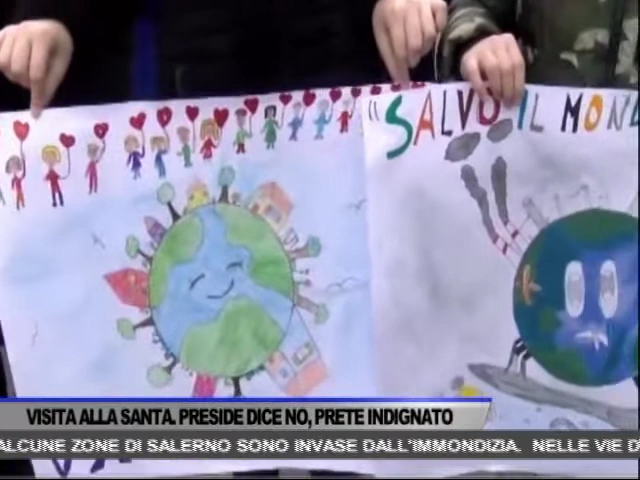 "SALVO IL MON
VISITA ALLA SANTA. PRESIDE DICE NO, PRETE INDIGNATO
ALCUNE ZONE DI SALERNO SONO INVASE DALL'IMMONDIZIA. NELLE VIE D